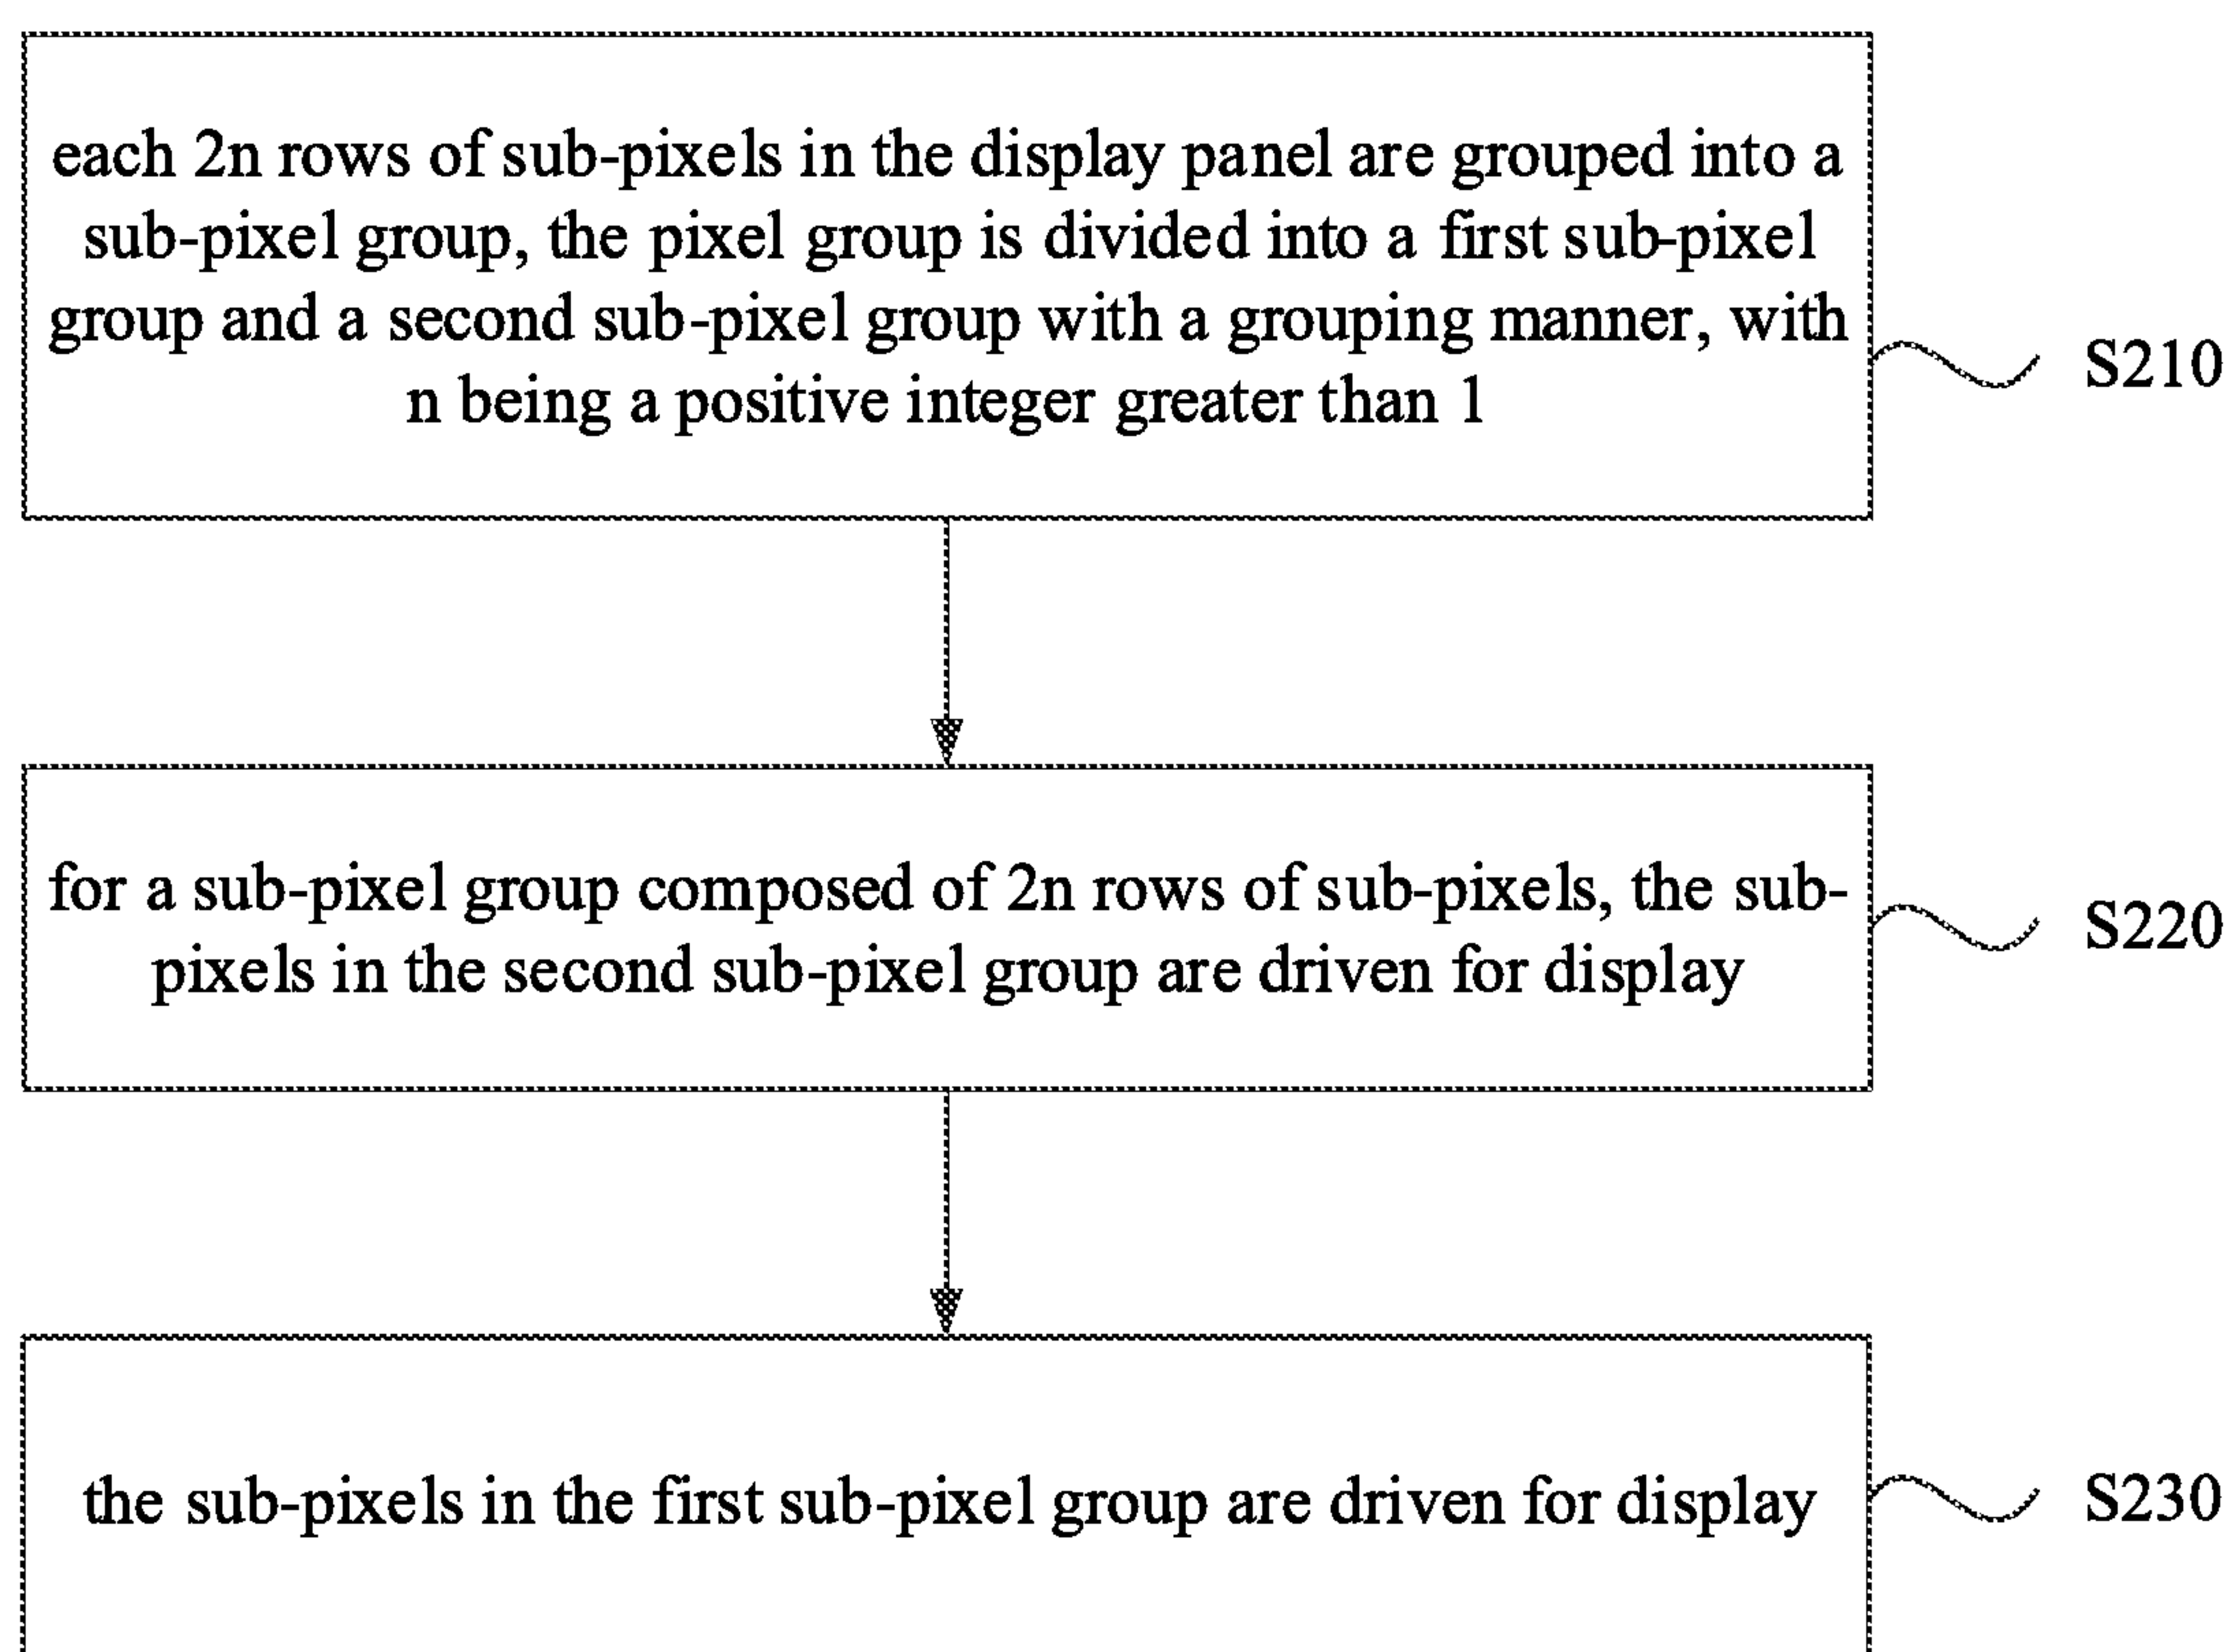 each 2n rows of sub-pixels in the display panel are grouped into a
sub-pixel group, the pixel group is divided into a first sub-pixel
group and a second sub-pixel group with a grouping manner, with
n being a positive integer greater than 1
S210
for a sub-pixel group composed of 2n rows of sub-pixels, the sub-
pixels in the second sub-pixel group are driven for display
S220
the sub-pixels in the first sub-pixel group are driven for display
S230